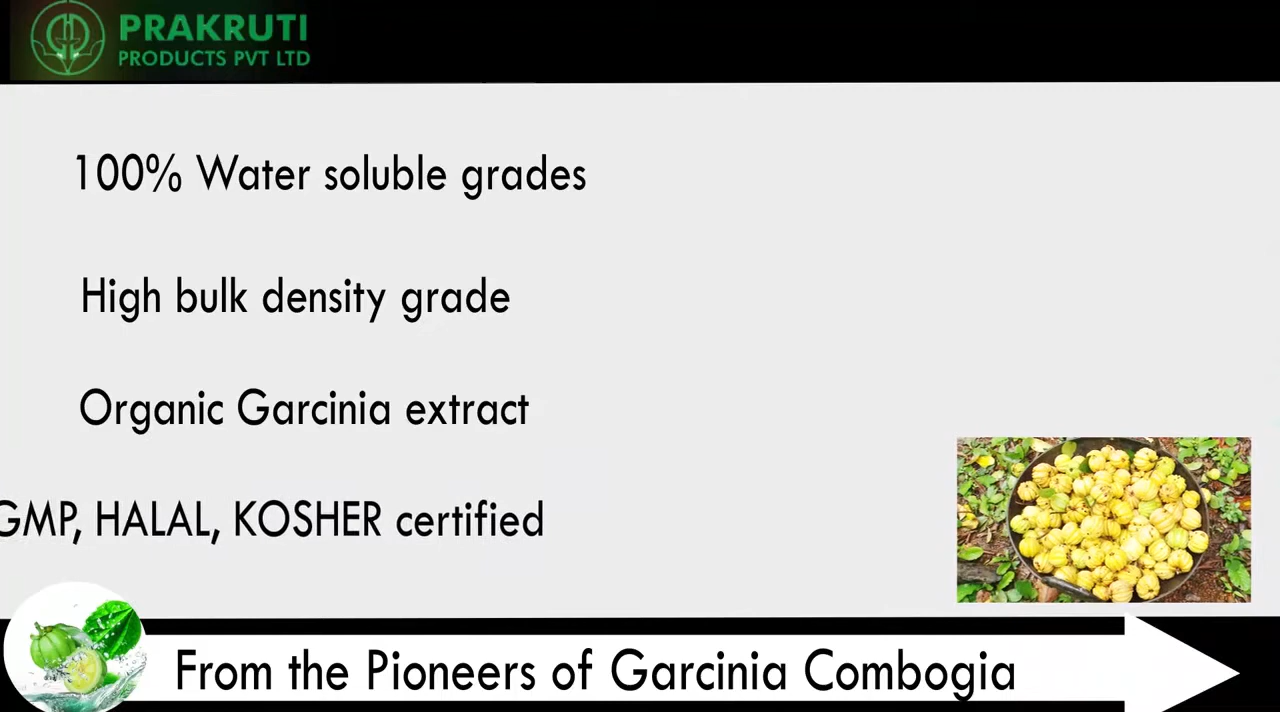 PRAKRUTI
PRODUCTS PVT LTD
100% Water soluble grades
High bulk density grade
Organic Garcinia extract
GMP, HALAL, KOSHER certified
From the Pioneers of Garcinia Combogia